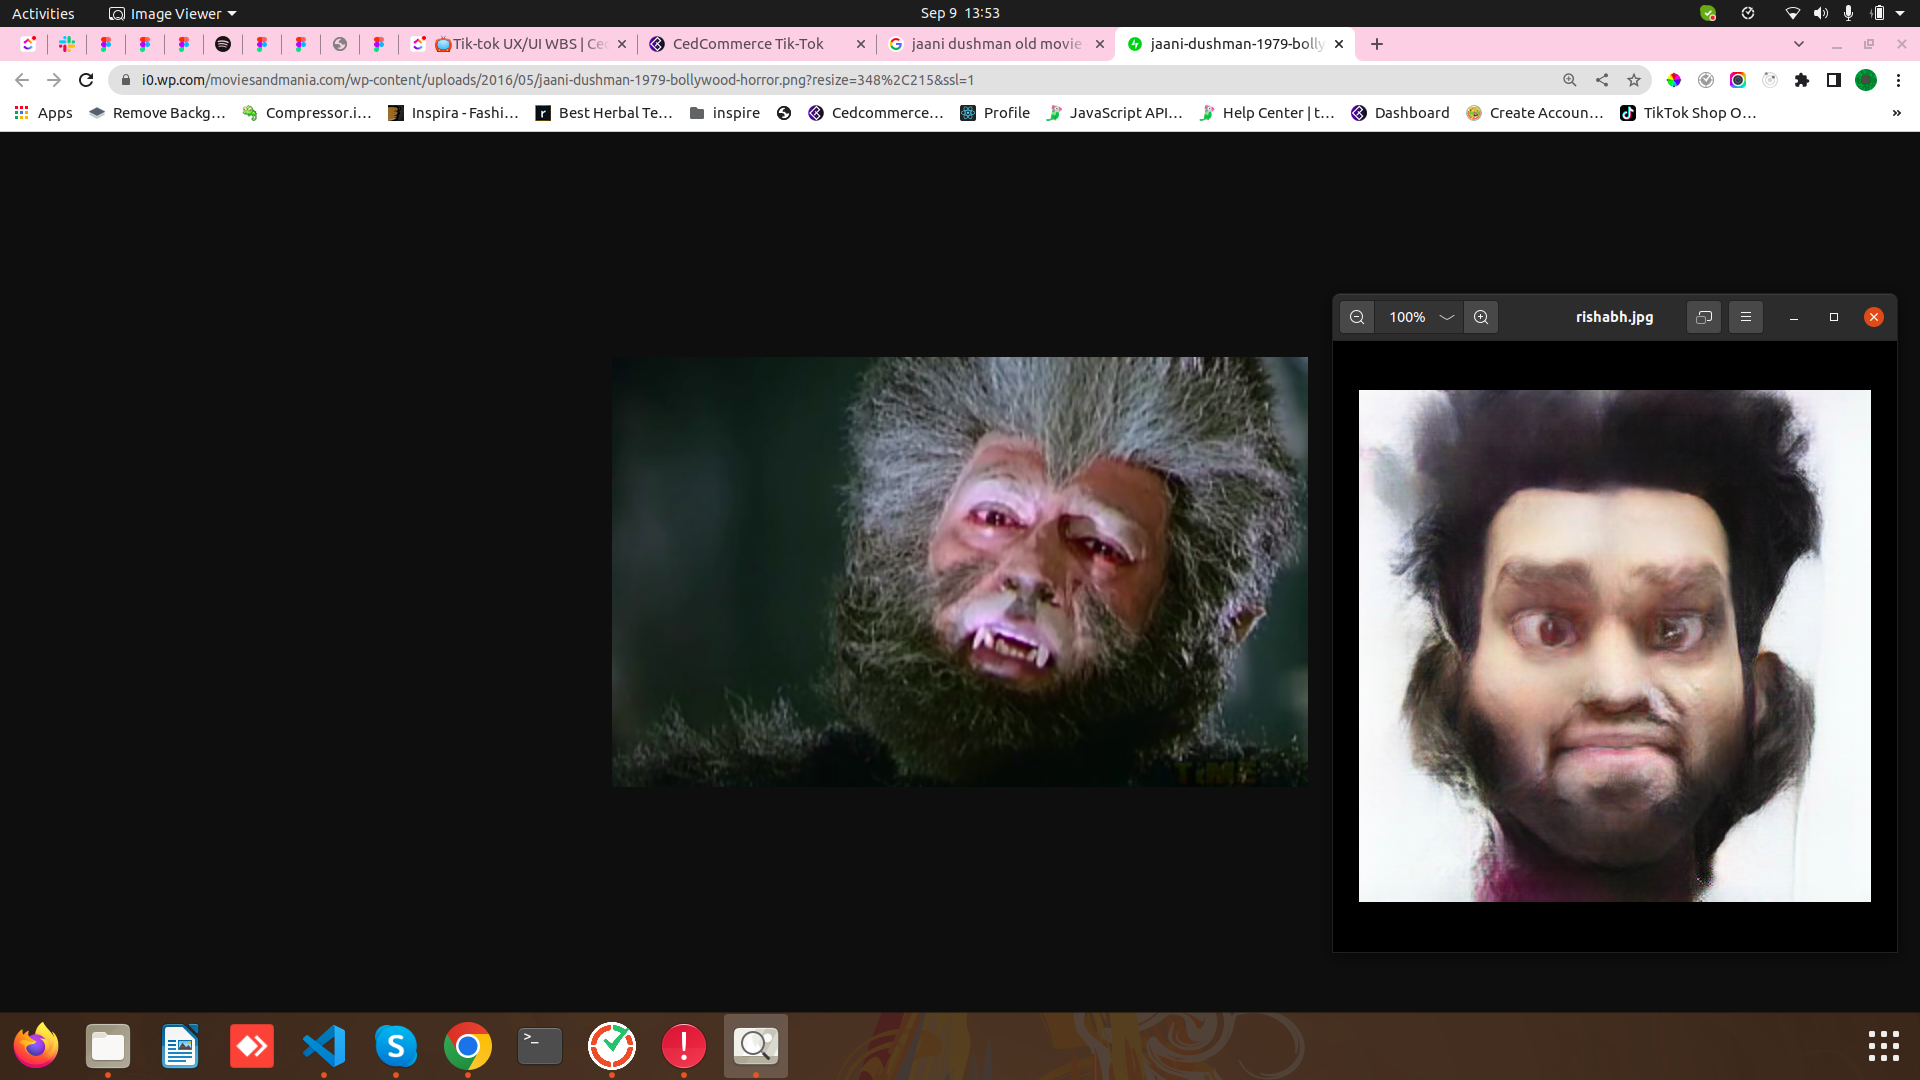 Activities
Image Viewer
Sep 9 13:53
Tik-tok UX/UI WBS | Ced
CedCommerce Tik-Tok
jaani dushman old movie
jaani-dushman-1979-bolly
i0.wp.com/moviesandmania.com/wp-content/uploads/2016/05/jaani-dushman-1979-bollywood-horror.png?resize=348%2C215&ssl=1
Apps
Remove Backg...
Compressor.i...
Inspira - Fashi...
Best Herbal Te...
inspire
Cedcommerce...
Profile
JavaScript API...
Help Center | t...
Dashboard
Create Accoun...
TikTok Shop O...
»
100%
rishabh.jpg
TIME